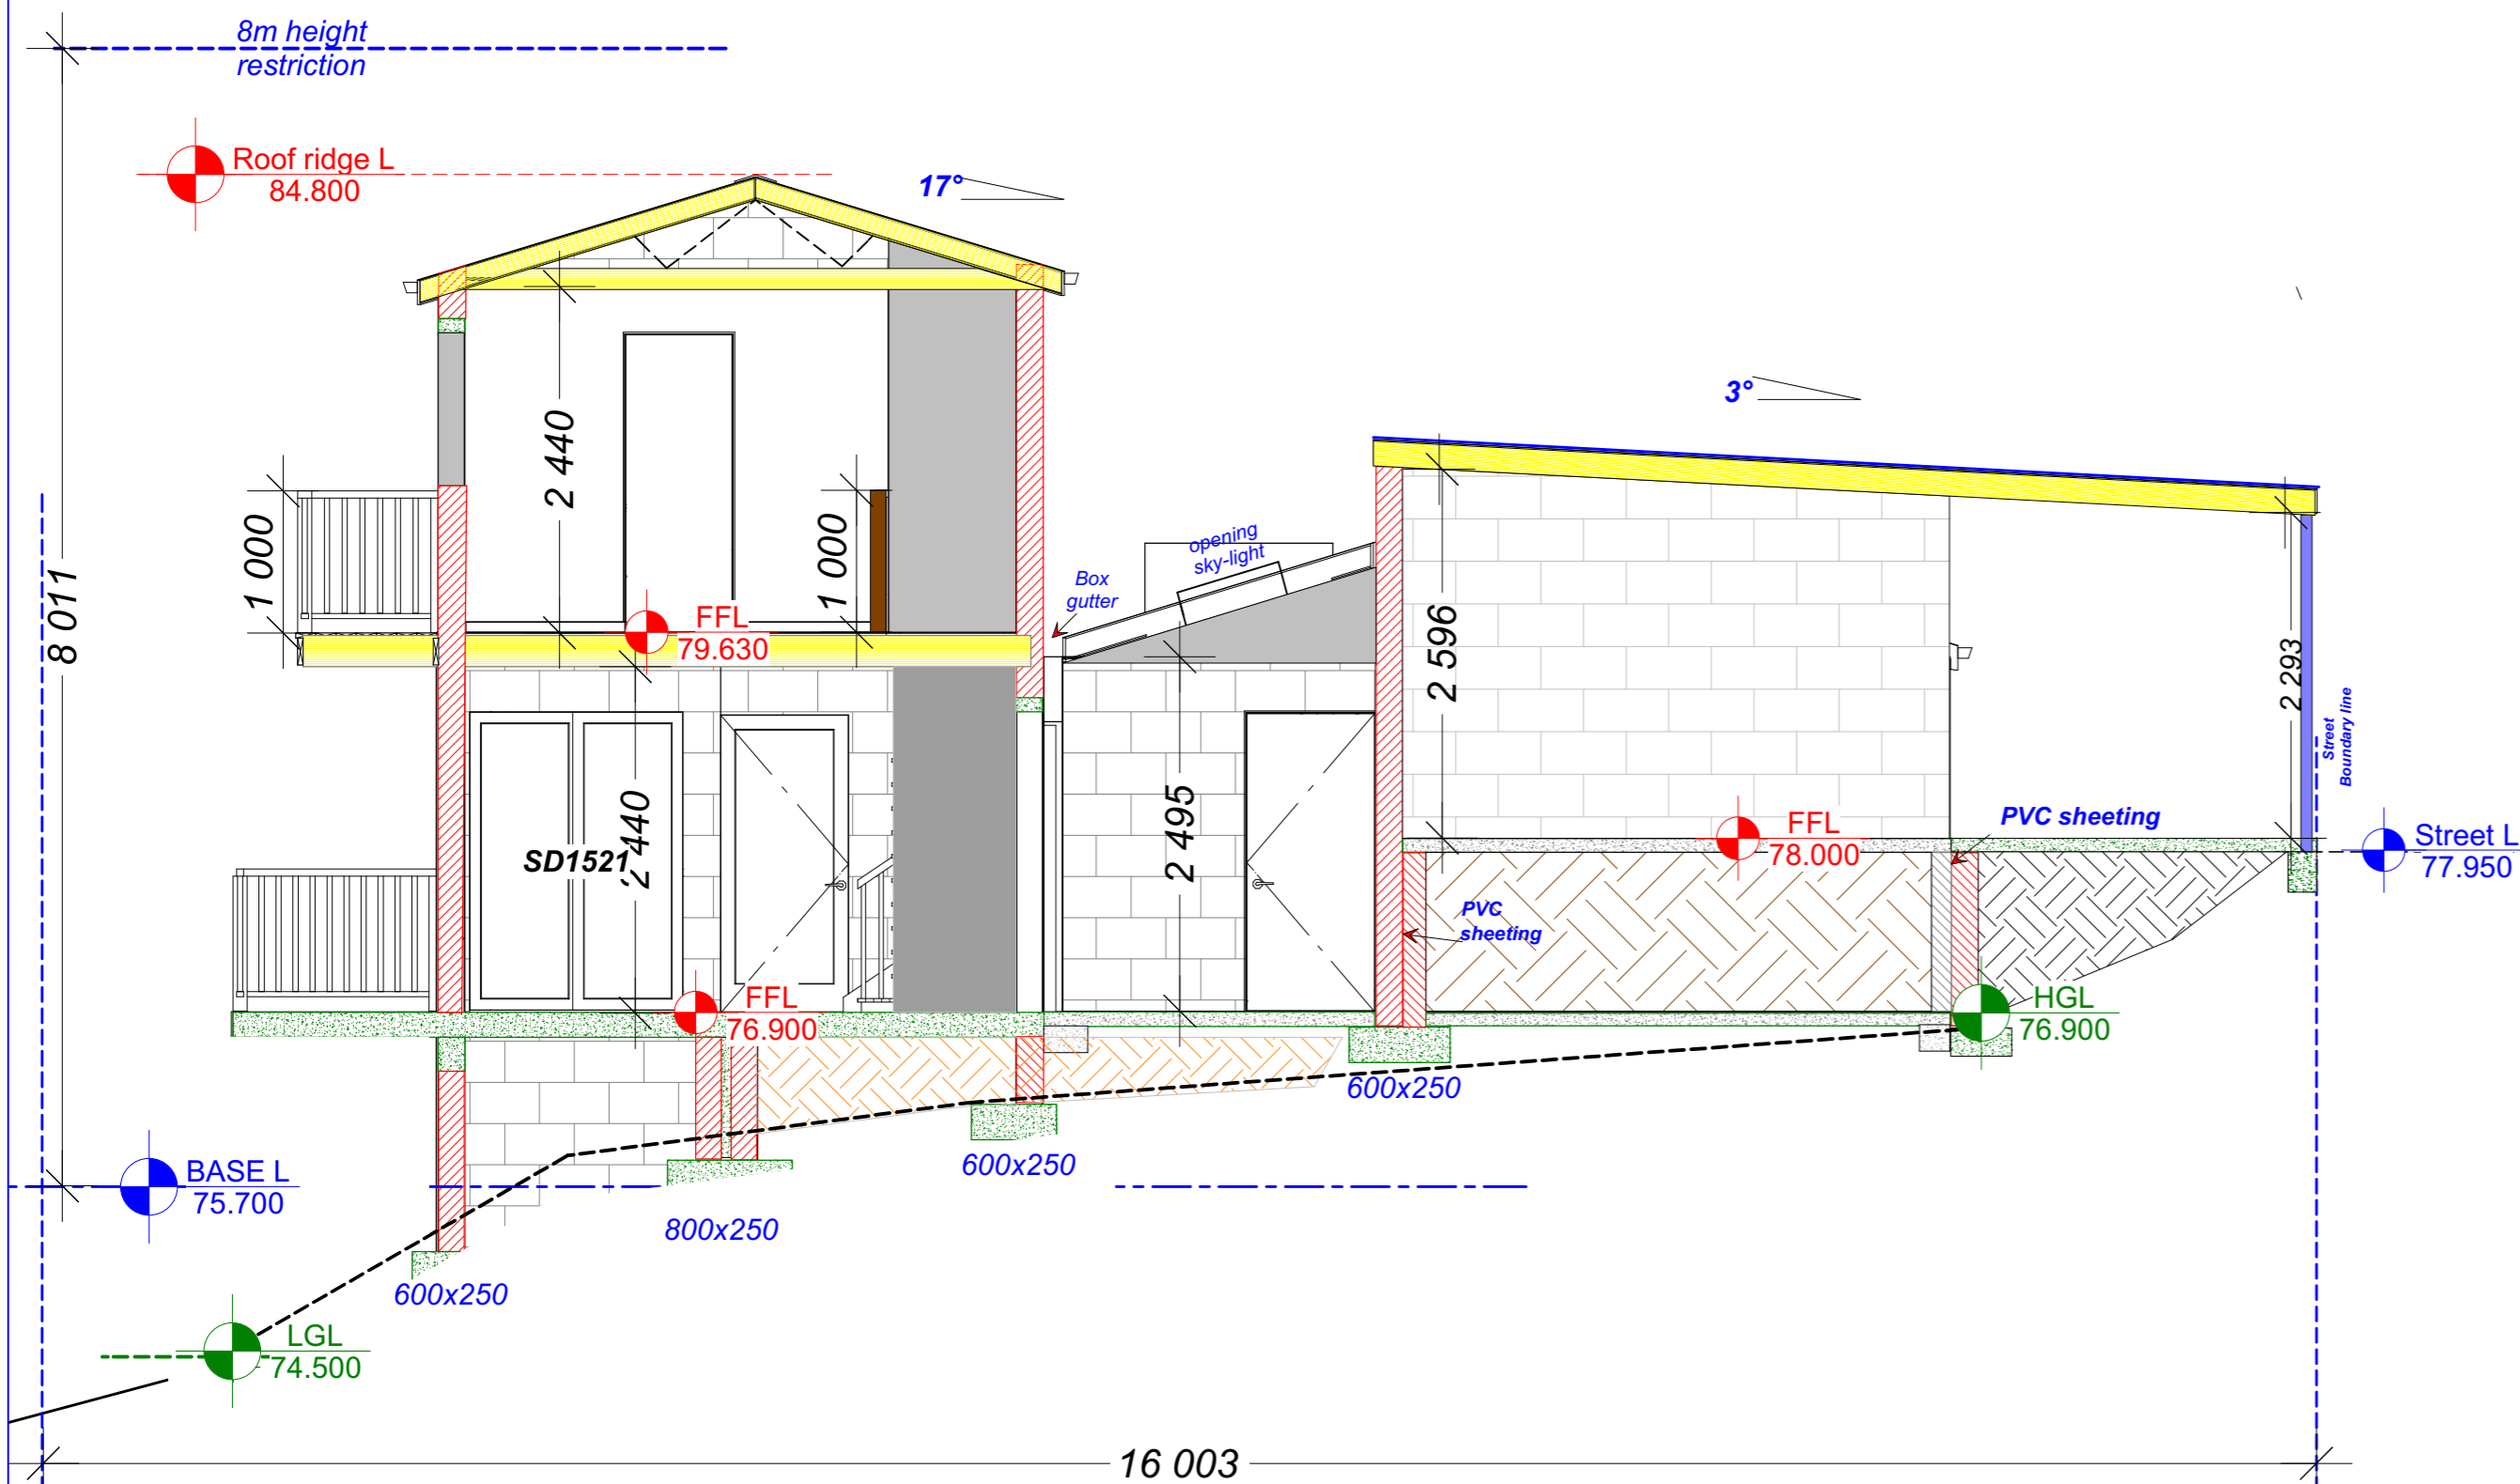 8m height
restriction
Roof ridge L
84.800
17°
3°
2 440
1 000
1 000
8 011
opening
sky-light
Box
gutter
FFL
79.630
2 596
2 293
Street
Boundary line
2 440
SD1521
2 495
FFL
78.000
PVC sheeting
Street L
77.950
PVC
sheeting
FFL
76.900
HGL
76.900
600x250
600x250
BASE L
75.700
800x250
600x250
LGL
74.500
16 003